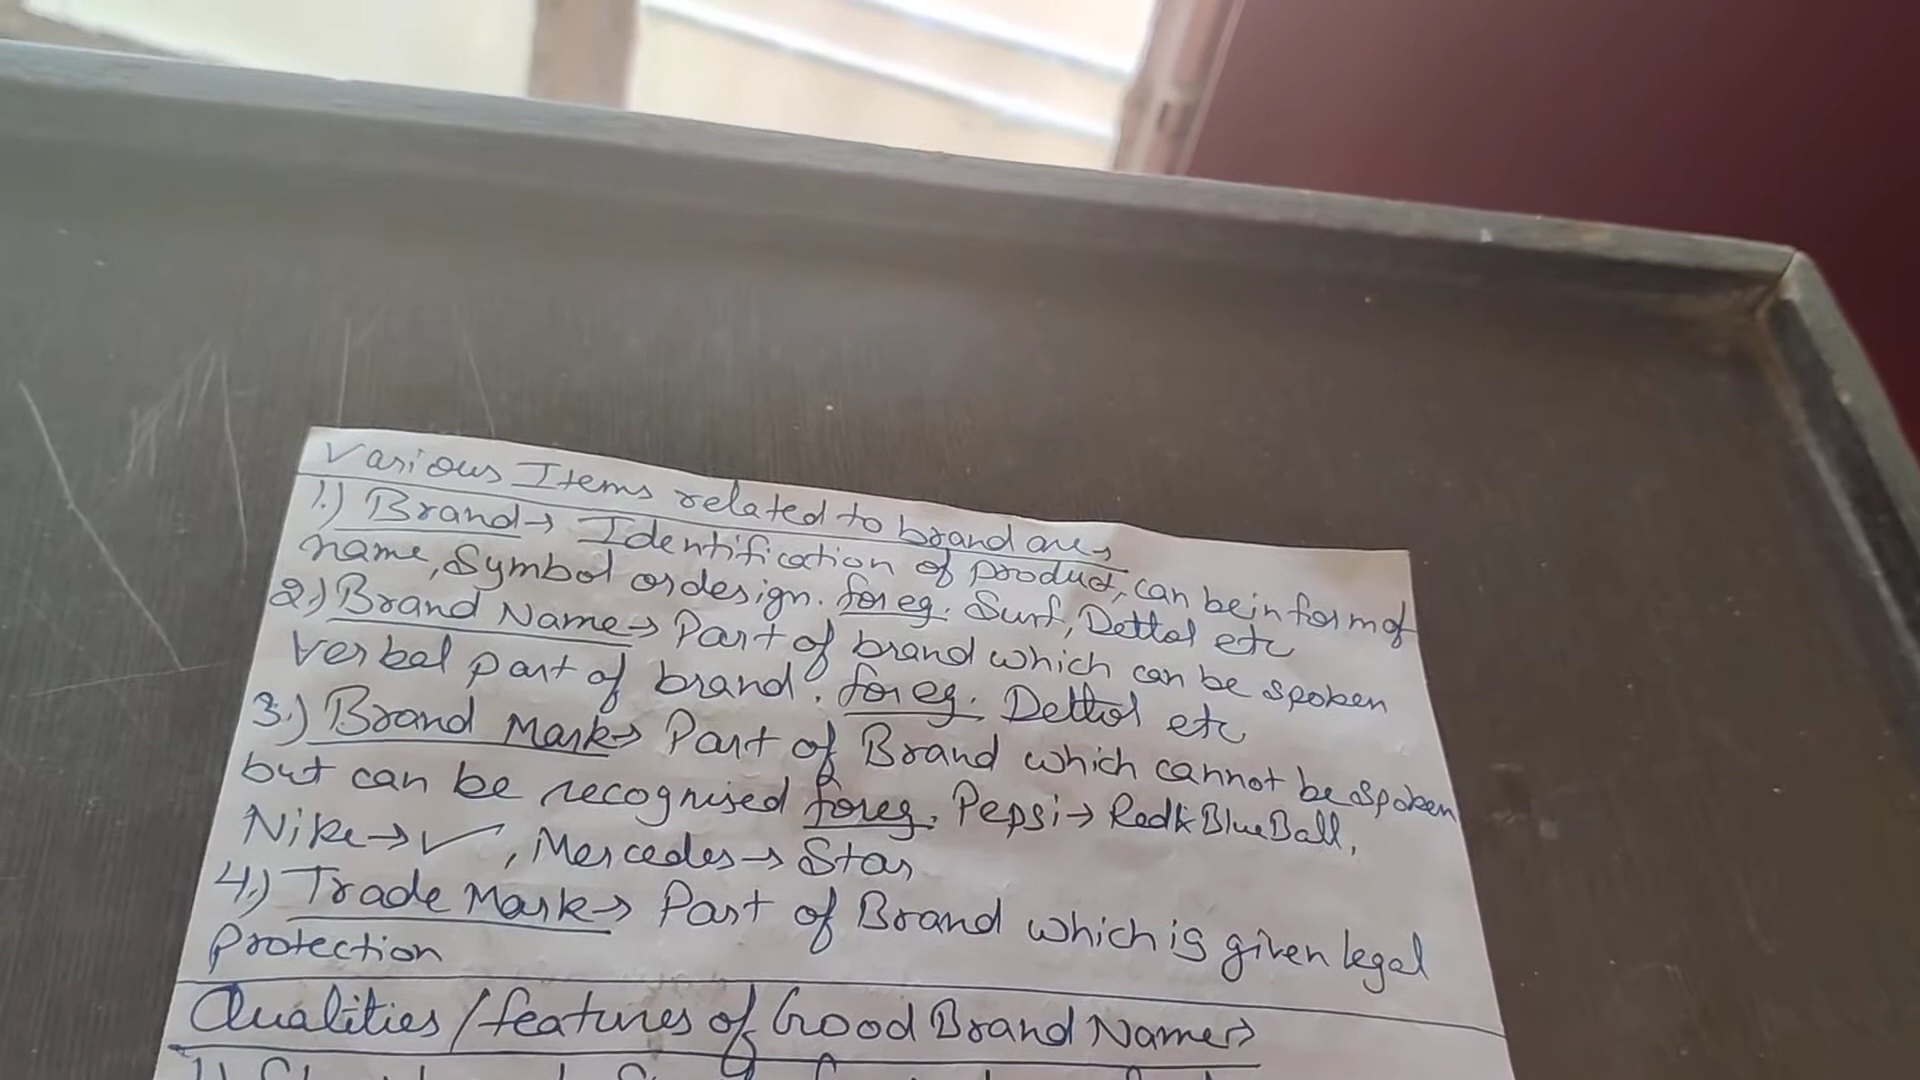 Various Items related to brand are→
1.) Brand→ Identification of product, can be in form of
name, Symbol or design. for eg. Surf, Dettol etc
2.) Brand Name→ Part of brand which can be spoken
Verbal part of brand. for eg. Dettol etc
3.) Brand Mark→ Part of Brand which cannot be spoken
but can be recognised for eg. Pepsi→ Red & Blue Ball,
Nike→ ✓, Mercedes→ Star
4.) Trade Mark→ Part of Brand which is given legal
Protection
Qualities/features of Good Brand Name→
1)